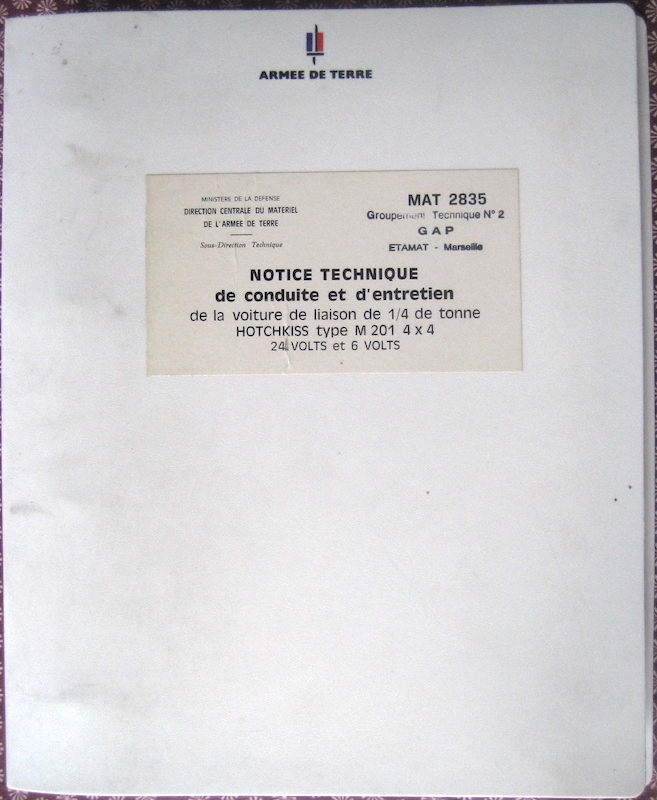 ARMEE DE TERRE
MINISTERE DE LA DEFENSE
DIRECTION CENTRALE DU MATERIEL
DE L'ARMEE DE TERRE
Sous-Direction Technique
MAT 2835
Groupement Technique N° 2
GAP
ETAMAT - Marseille
NOTICE TECHNIQUE
de conduite et d'entretien
de la voiture de liaison de 1/4 de tonne
HOTCHKISS type M 201 4 x 4
24 VOLTS et 6 VOLTS